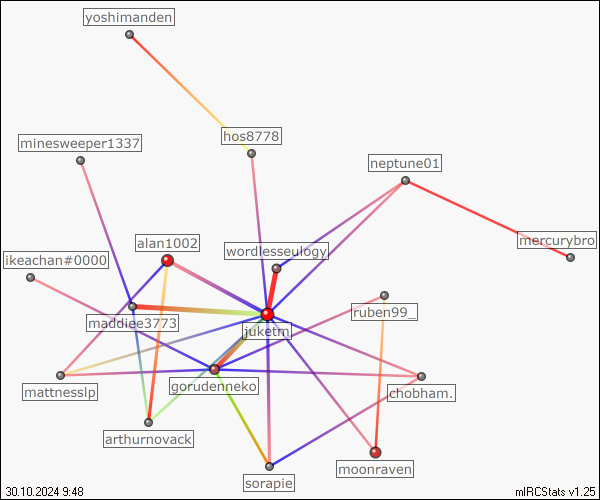 yoshimanden
hos8778
minesweeper1337
neptune01
alan1002
wordlesseulogy
mercurybro
ikeachan#0000
maddiee3773
ruben99_
juketm
gorudenneko
mattnesslp
chobham.
arthurnovack
moonraven
sorapie
30.10.2024 9:48
mIRCStats v1.25